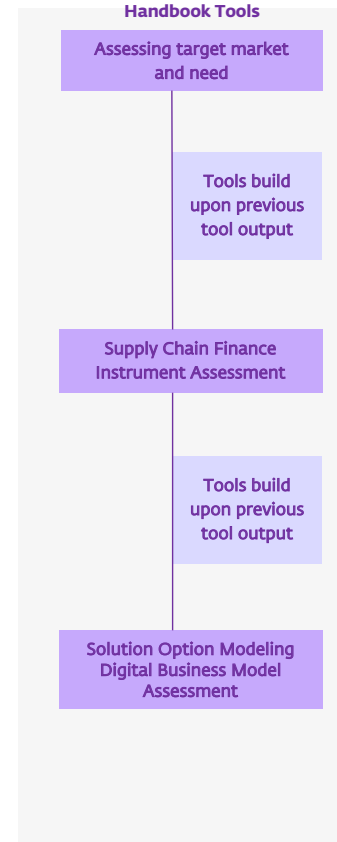 Handbook Tools
Assessing target market
and need
Tools build
upon previous
tool output
Supply Chain Finance
Instrument Assessment
Tools build
upon previous
tool output
Solution Option Modeling
Digital Business Model
Assessment